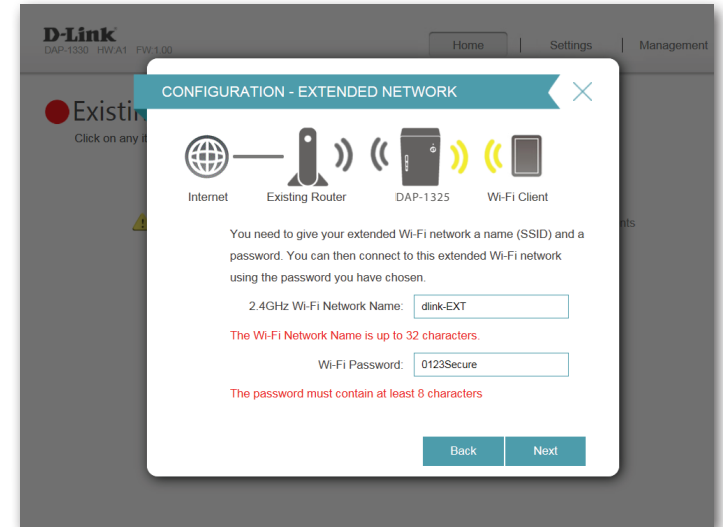 D-Link
DAP-1330 HW:A1 FW:1.00
Home
Settings
Management
CONFIGURATION - EXTENDED NETWORK
Click on any
Internet
Existing Router
DAP-1325
Wi-Fi Client
You need to give your extended Wi-Fi network a name (SSID) and a
password. You can then connect to this extended Wi-Fi network
using the password you have chosen.
2.4GHz Wi-Fi Network Name: dlink-EXT
The Wi-Fi Network Name is up to 32 characters.
Wi-Fi Password: 0123Secure
The password must contain at least 8 characters
Back
Next